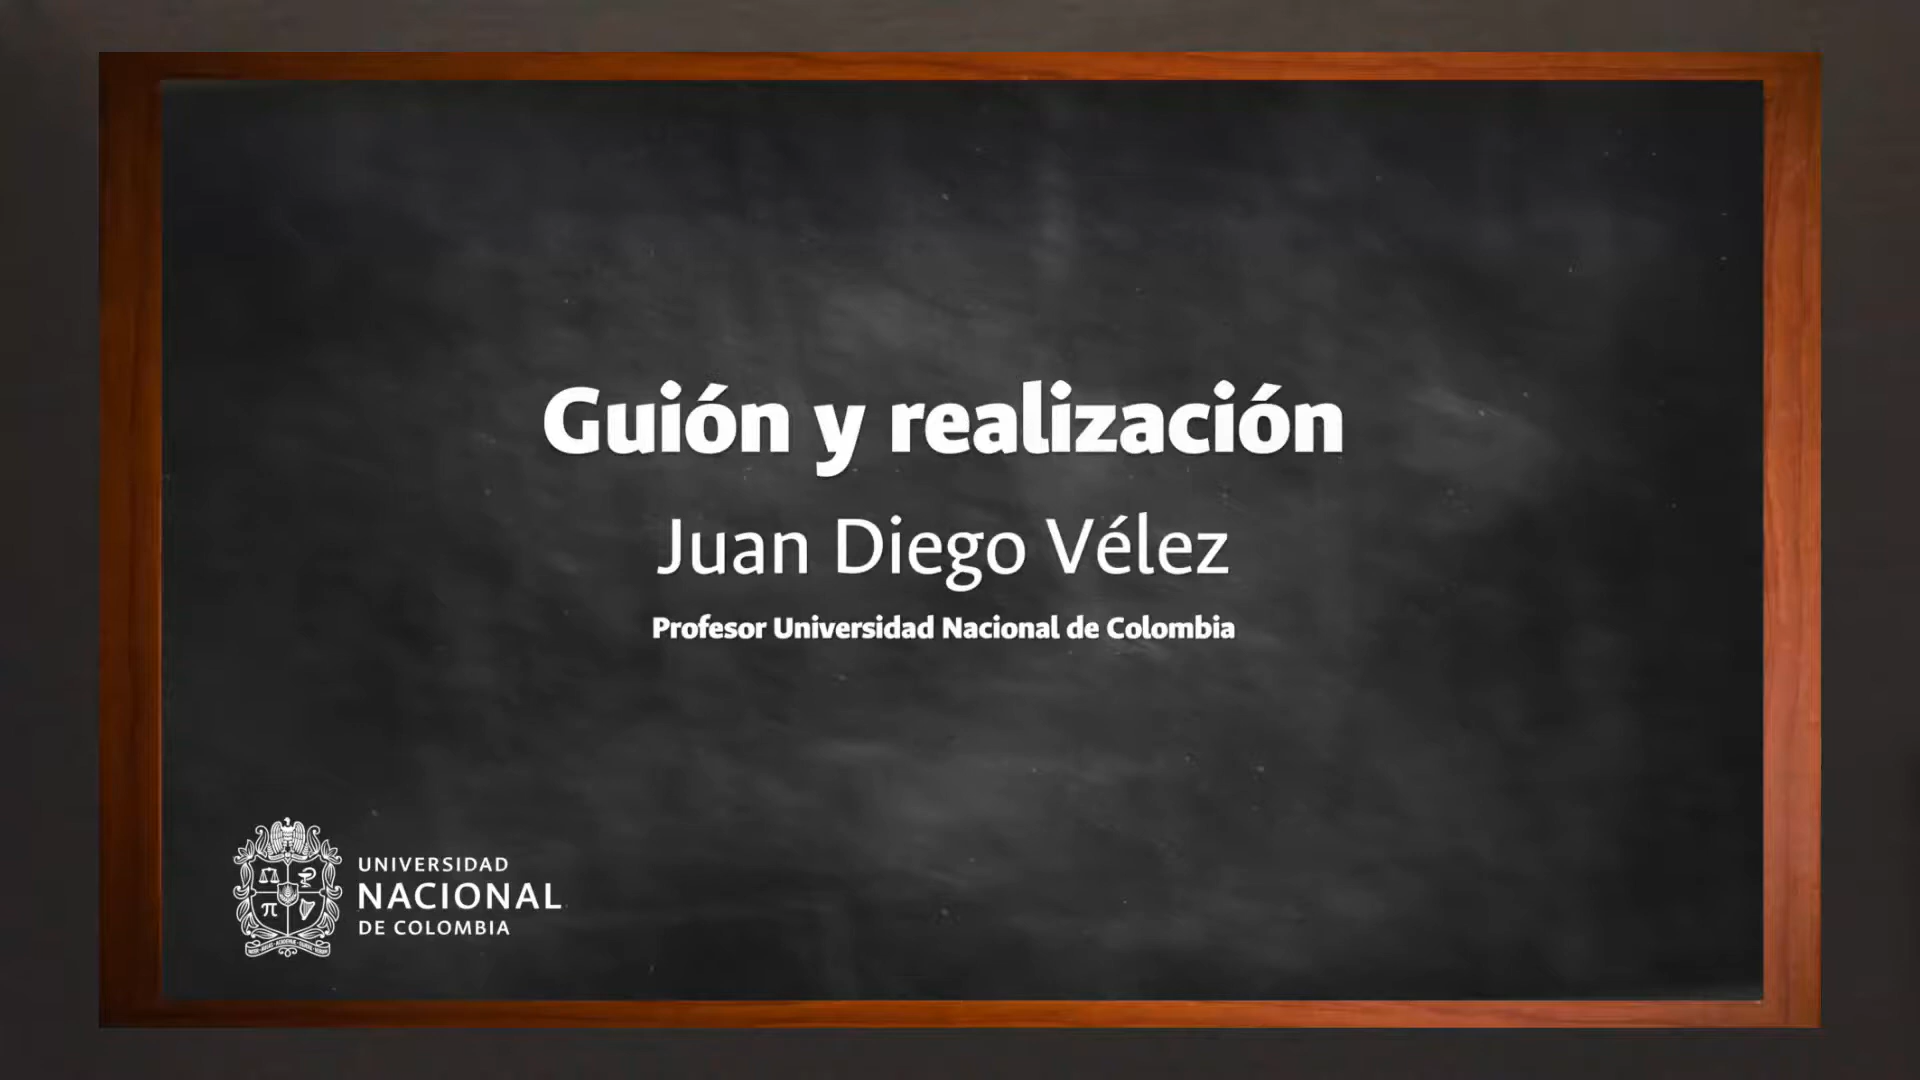 Guión y realización
Juan Diego Vélez
Profesor Universidad Nacional de Colombia
UNIVERSIDAD
NACIONAL
DE COLOMBIA
π